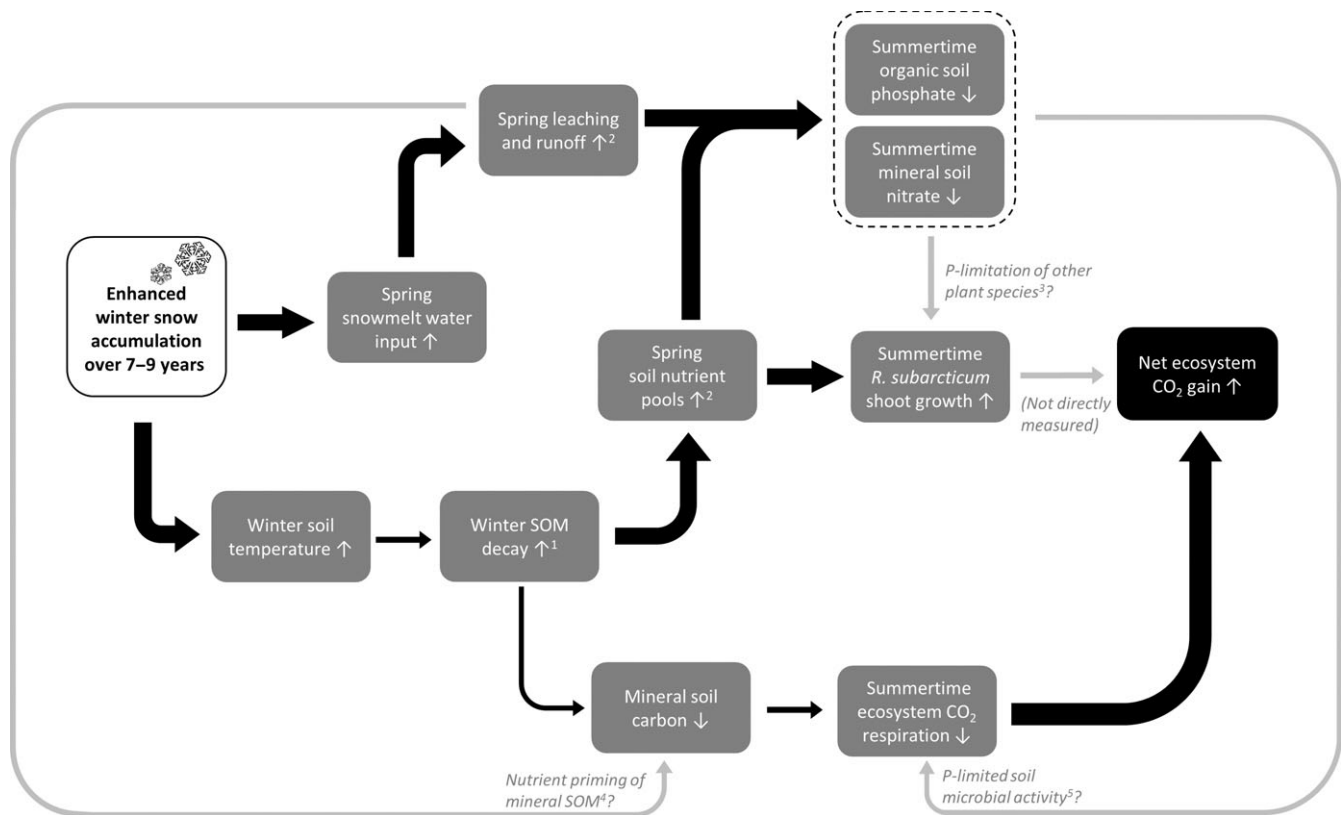 Summertime
organic soil
phosphate ↓
Spring leaching
and runoff ↑²
Summertime
mineral soil
nitrate ↓
Enhanced
winter snow
accumulation
over 7–9 years
Spring
snowmelt water
input ↑
P-limitation of other
plant species³?
Spring
soil nutrient
pools ↑²
Summertime
R. subarcticum
shoot growth ↑
(Not directly
measured)
Net ecosystem
CO₂ gain ↑
Winter soil
temperature ↑
Winter SOM
decay ↑¹
Mineral soil
carbon ↓
Summertime
ecosystem CO₂
respiration ↓
Nutrient priming of
mineral SOM⁴?
P-limited soil
microbial activity⁵?